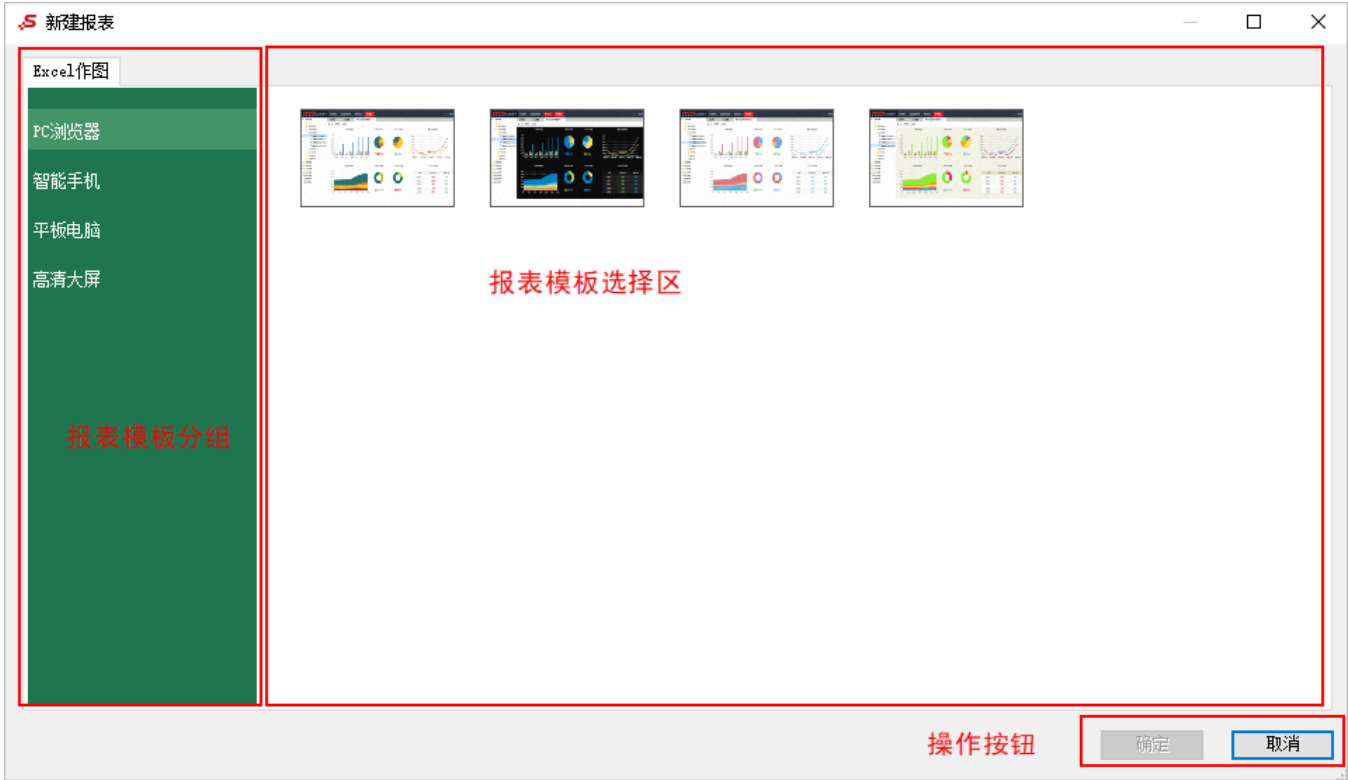 新建报表
Excel作图
PC浏览器
智能手机
平板电脑
高清大屏
报表模板分组
报表模板选择区
操作按钮
确定
取消